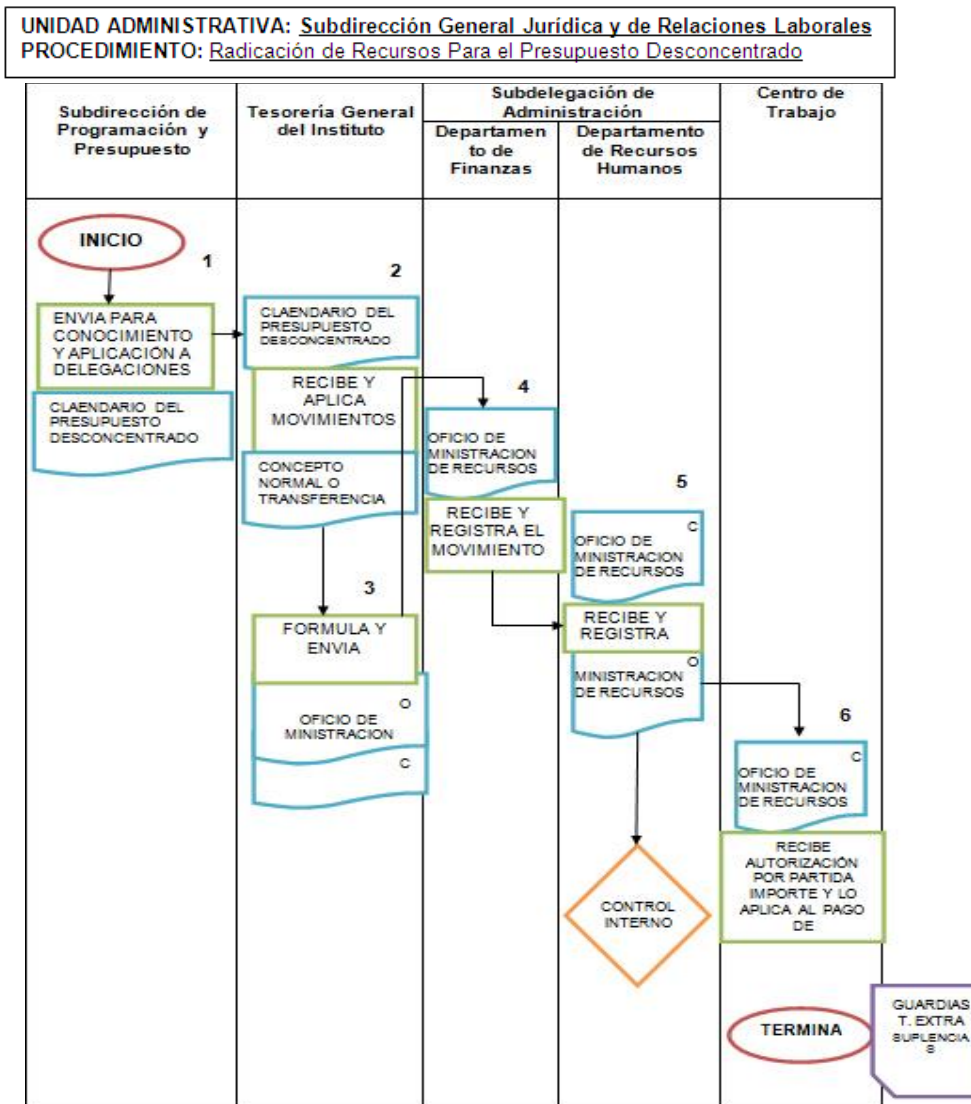 UNIDAD ADMINISTRATIVA: Subdirección General Jurídica y de Relaciones Laborales
PROCEDIMIENTO: Radicación de Recursos Para el Presupuesto Desconcentrado
Subdirección de
Programación y
Presupuesto
Tesorería General
del Instituto
Subdelegación de
Administración
Departamen
to de
Finanzas
Departamento
de Recursos
Humanos
Centro de
Trabajo
INICIO
1
ENVIA PARA
CONOCIMIENTO
Y APLICACIÓN A
DELEGACIONES
CLAENDARIO DEL
PRESUPUESTO
DESCONCENTRADO
2
CLAENDARIO DEL
PRESUPUESTO
DESCONCENTRADO
RECIBE Y
APLICA
MOVIMIENTOS
CONCEPTO
NORMAL O
TRANSFERENCIA
3
FORMULA Y
ENVIA
O
OFICIO DE
MINISTRACION
C
4
OFICIO DE
MINISTRACION
DE RECURSOS
RECIBE Y
REGISTRA EL
MOVIMIENTO
5
C
OFICIO DE
MINISTRACION
DE RECURSOS
RECIBE Y
REGISTRA
O
MINISTRACION
DE RECURSOS
CONTROL
INTERNO
6
C
OFICIO DE
MINISTRACION
DE RECURSOS
RECIBE
AUTORIZACIÓN
POR PARTIDA
IMPORTE Y LO
APLICA AL PAGO
DE
GUARDIAS
T. EXTRA
SUPLENCIA
S
TERMINA